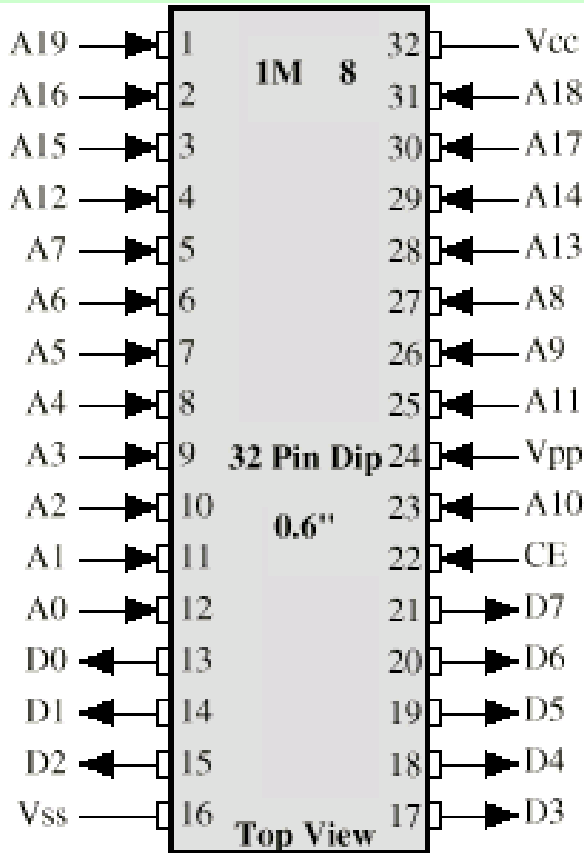 A19 1 32 Vcc
1M 8
A16 2 31 A18
A15 3 30 A17
A12 4 29 A14
A7 5 28 A13
A6 6 27 A8
A5 7 26 A9
A4 8 25 A11
A3 9 32 Pin Dip 24 Vpp
A2 10 23 A10
0.6"
A1 11 22 CE
A0 12 21 D7
D0 13 20 D6
D1 14 19 D5
D2 15 18 D4
Vss 16 17 D3
Top View